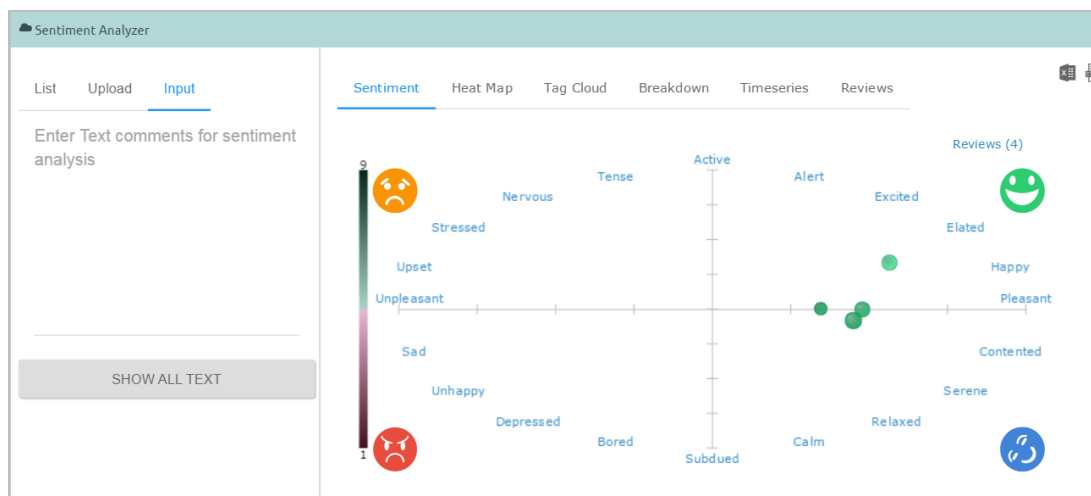 Sentiment Analyzer
List Upload Input
Enter Text comments for sentiment
analysis
SHOW ALL TEXT
Sentiment Heat Map Tag Cloud Breakdown Timeseries Reviews
Reviews (4)
9
Active
Tense
Alert
Nervous
Excited
Stressed
Elated
Upset
Happy
Unpleasant
Pleasant
Sad
Contented
Unhappy
Serene
Depressed
Relaxed
Bored
Calm
1
Subdued